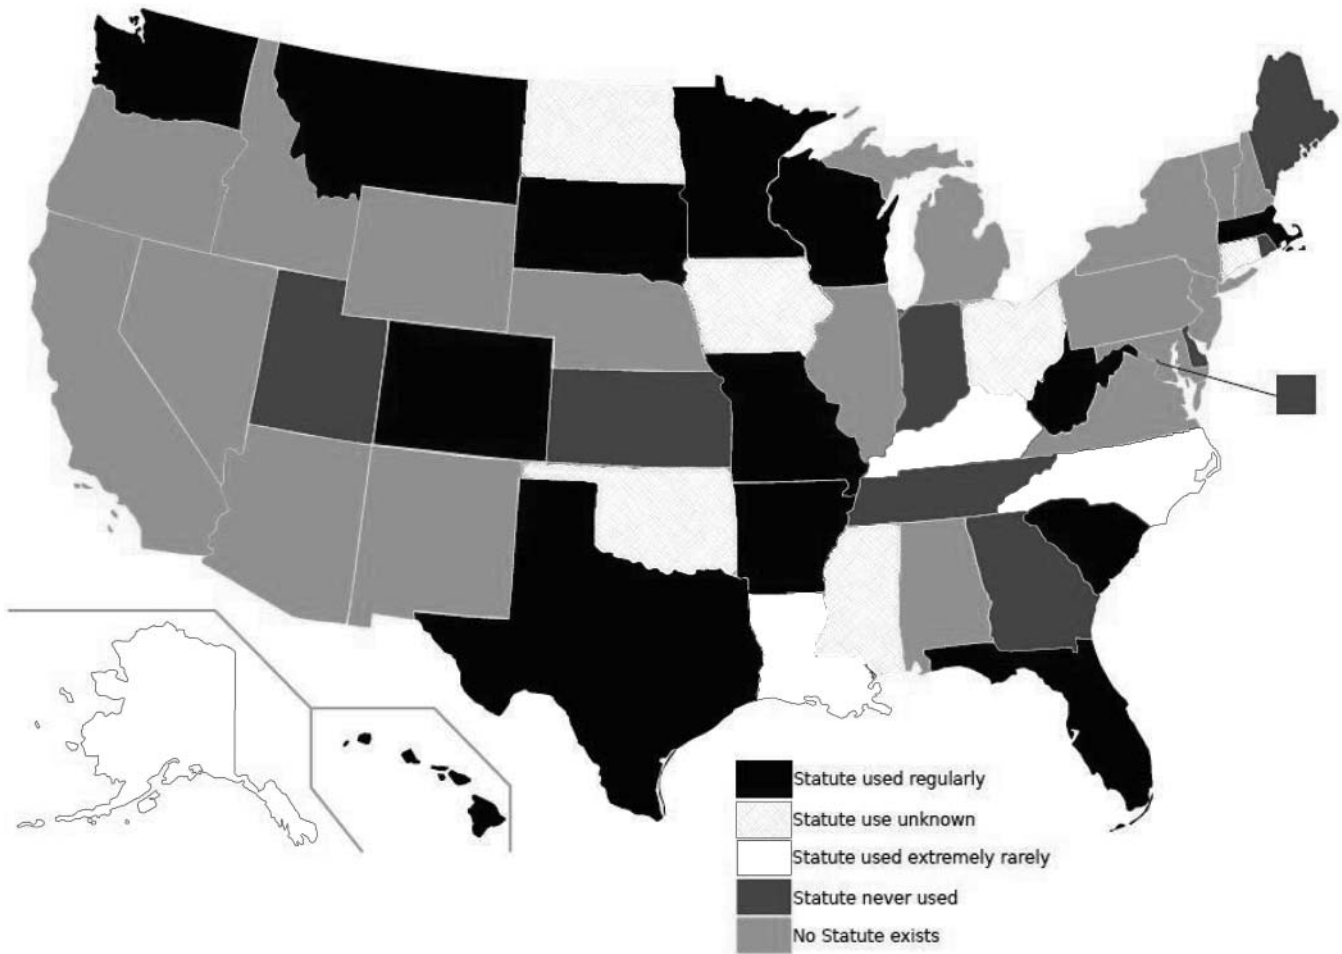 Statute used regularly
Statute use unknown
Statute used extremely rarely
Statute never used
No Statute exists